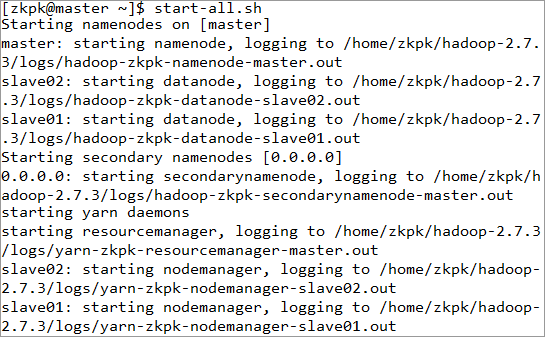 [zkpk@master ~]$ start-all.sh
Starting namenodes on [master]
master: starting namenode, logging to /home/zkpk/hadoop-2.7.
3/logs/hadoop-zkpk-namenode-master.out
slave02: starting datanode, logging to /home/zkpk/hadoop-2.7
.3/logs/hadoop-zkpk-datanode-slave02.out
slave01: starting datanode, logging to /home/zkpk/hadoop-2.7
.3/logs/hadoop-zkpk-datanode-slave01.out
Starting secondary namenodes [0.0.0.0]
0.0.0.0: starting secondarynamenode, logging to /home/zkpk/h
adoop-2.7.3/logs/hadoop-zkpk-secondarynamenode-master.out
starting yarn daemons
starting resourcemanager, logging to /home/zkpk/hadoop-2.7.3
/logs/yarn-zkpk-resourcemanager-master.out
slave02: starting nodemanager, logging to /home/zkpk/hadoop-
2.7.3/logs/yarn-zkpk-nodemanager-slave02.out
slave01: starting nodemanager, logging to /home/zkpk/hadoop-
2.7.3/logs/yarn-zkpk-nodemanager-slave01.out